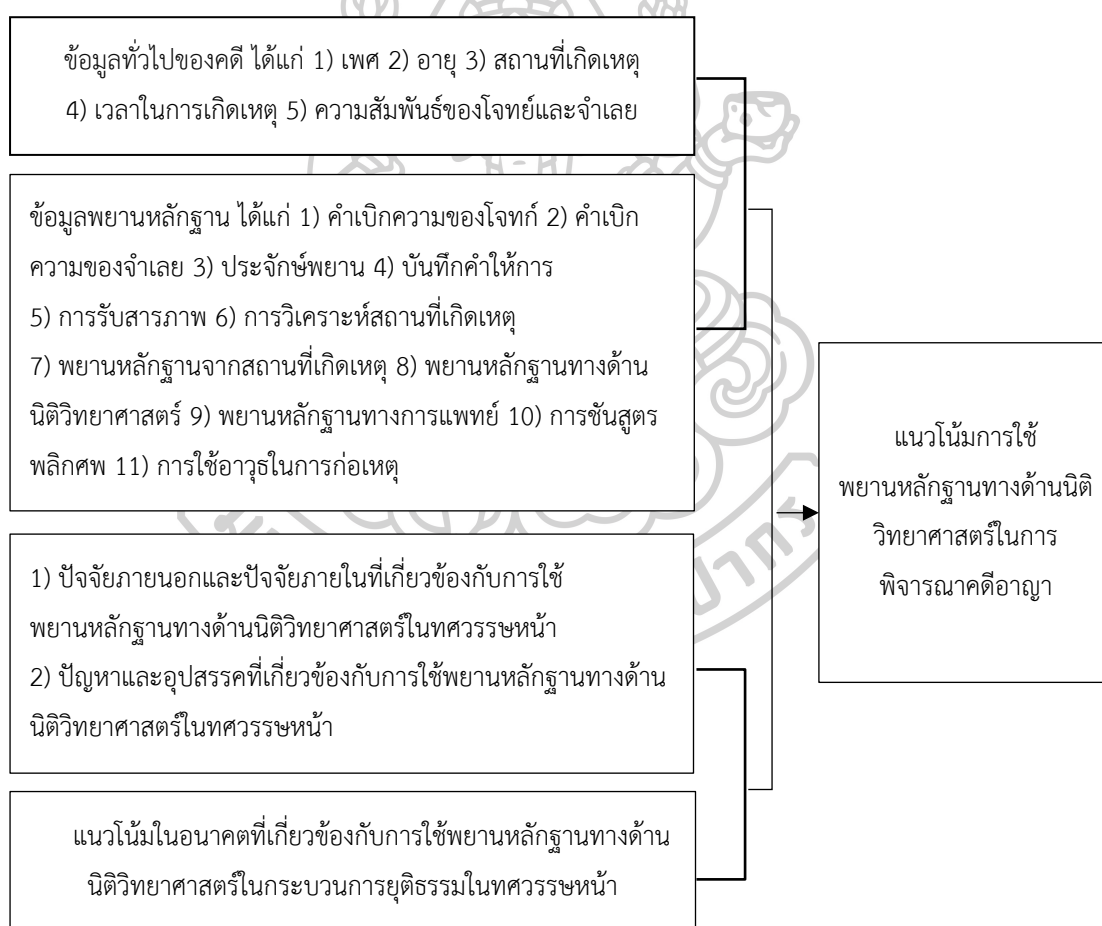 ข้อมูลทั่วไปของคดี ได้แก่ 1) เพศ 2) อายุ 3) สถานที่เกิดเหตุ
4) เวลาในการเกิดเหตุ 5) ความสัมพันธ์ของโจทย์และจำเลย
ข้อมูลพยานหลักฐาน ได้แก่ 1) คำเบิกความของโจทก์ 2) คำเบิก
ความของจำเลย 3) ประจักษ์พยาน 4) บันทึกคำให้การ
5) การรับสารภาพ 6) การวิเคราะห์สถานที่เกิดเหตุ
7) พยานหลักฐานจากสถานที่เกิดเหตุ 8) พยานหลักฐานทางด้าน
นิติวิทยาศาสตร์ 9) พยานหลักฐานทางการแพทย์ 10) การชันสูตร
พลิกศพ 11) การใช้อาวุธในการก่อเหตุ
1) ปัจจัยภายนอกและปัจจัยภายในที่เกี่ยวข้องกับการใช้
พยานหลักฐานทางด้านนิติวิทยาศาสตร์ในทศวรรษหน้า
2) ปัญหาและอุปสรรคที่เกี่ยวข้องกับการใช้พยานหลักฐานทางด้าน
นิติวิทยาศาสตร์ในทศวรรษหน้า
แนวโน้มในอนาคตที่เกี่ยวข้องกับการใช้พยานหลักฐานทางด้าน
นิติวิทยาศาสตร์ในกระบวนการยุติธรรมในทศวรรษหน้า
แนวโน้มการใช้
พยานหลักฐานทางด้านนิติ
วิทยาศาสตร์ในการ
พิจารณาคดีอาญา